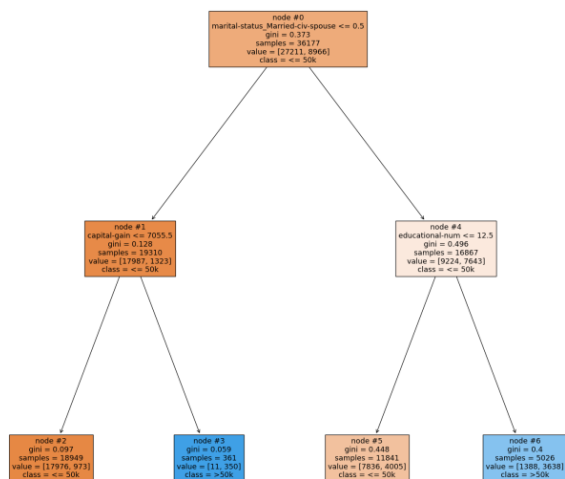 node #0
marital-status_Married-civ-spouse <= 0.5
gini = 0.373
samples = 36177
value = [27211, 8966]
class = <= 50k
node #1
capital-gain <= 7055.5
gini = 0.128
samples = 19310
value = [17987, 1323]
class = <= 50k
node #4
educational-num <= 12.5
gini = 0.496
samples = 16867
value = [9224, 7643]
class = <= 50k
node #2
gini = 0.097
samples = 18949
value = [17976, 973]
class = <= 50k
node #3
gini = 0.059
samples = 361
value = [11, 350]
class = >50k
node #5
gini = 0.448
samples = 11841
value = [7836, 4005]
class = <= 50k
node #6
gini = 0.4
samples = 5026
value = [1388, 3638]
class = >50k